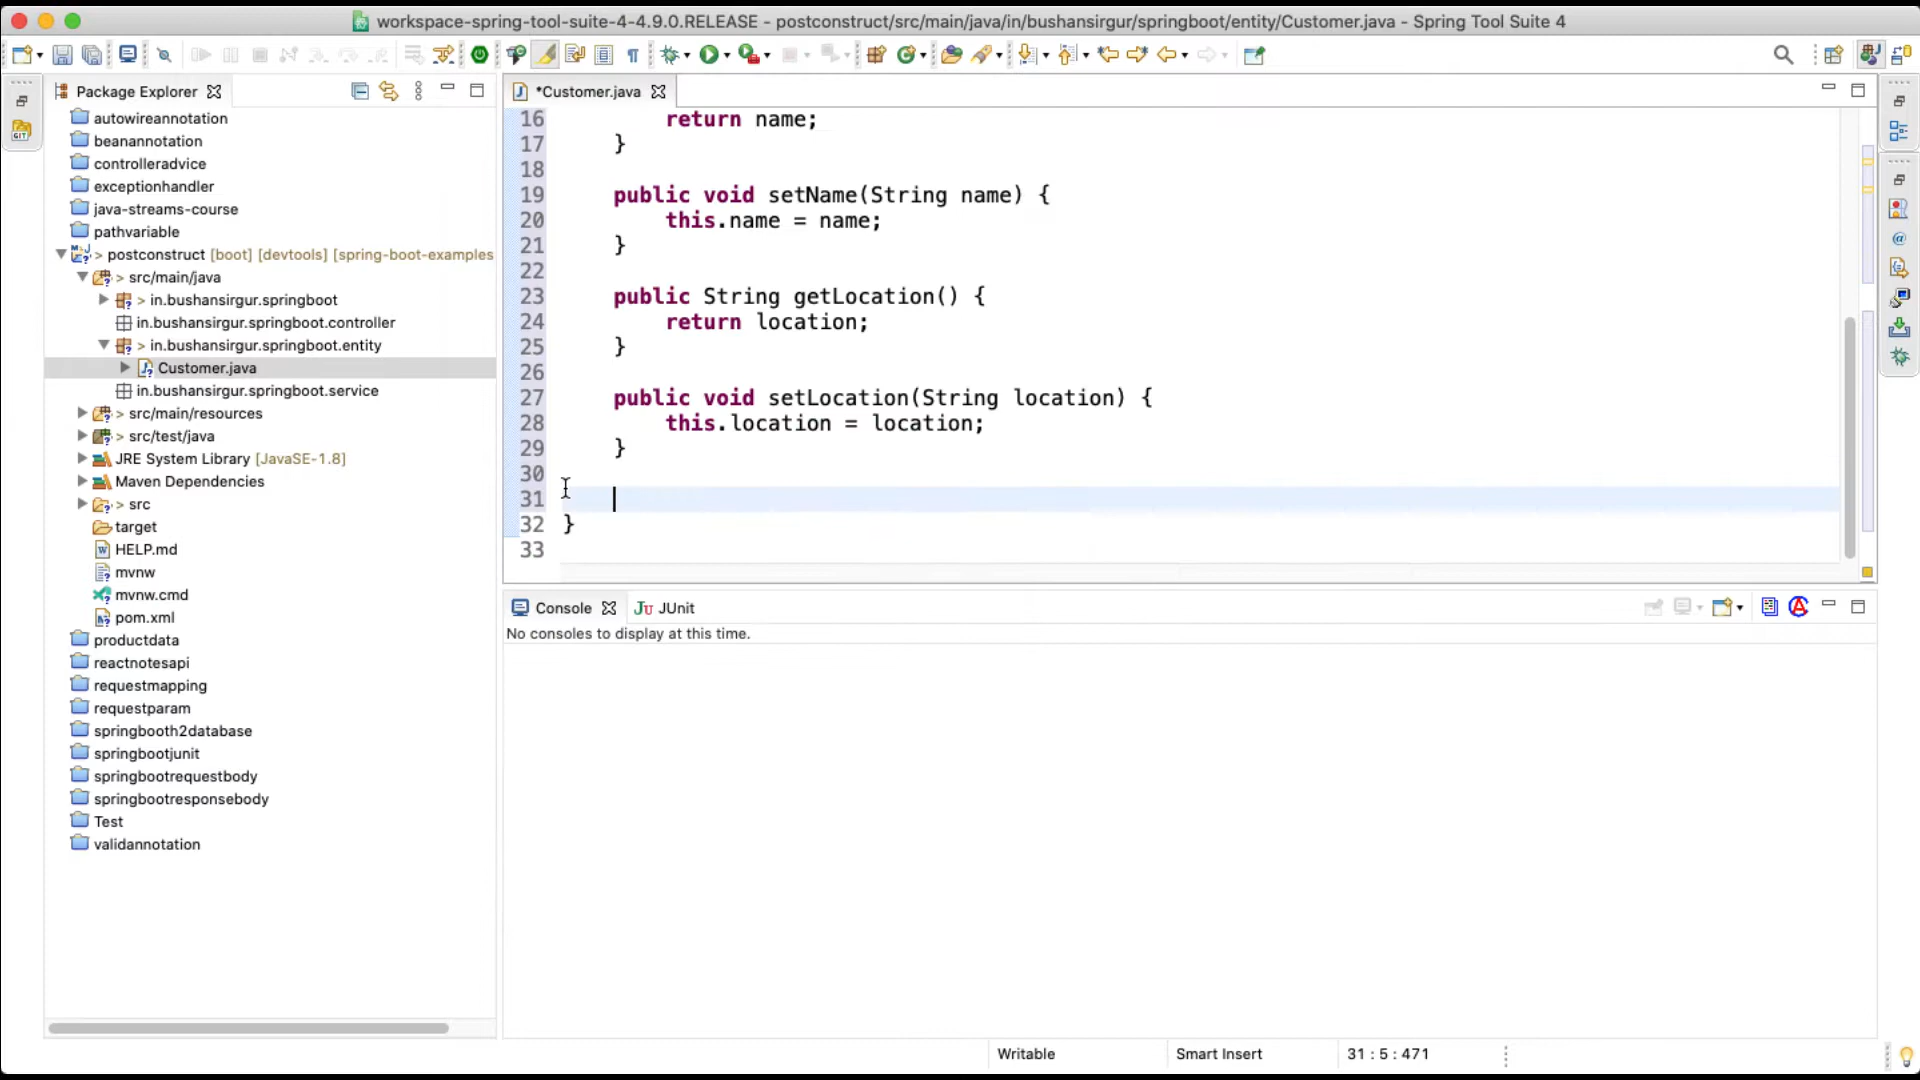 workspace-spring-tool-suite-4-4.9.0.RELEASE - postconstruct/src/main/java/in/bushansirgur/springboot/entity/Customer.java - Spring Tool Suite 4
Package Explorer
autowireannotation
beanannotation
controlleradvice
exceptionhandler
java-streams-course
pathvariable
> postconstruct [boot] [devtools] [spring-boot-examples
> src/main/java
> in.bushansirgur.springboot
in.bushansirgur.springboot.controller
> in.bushansirgur.springboot.entity
Customer.java
in.bushansirgur.springboot.service
> src/main/resources
> src/test/java
JRE System Library [JavaSE-1.8]
Maven Dependencies
> src
target
HELP.md
mvnw
mvnw.cmd
pom.xml
productdata
reactnotesapi
requestmapping
requestparam
springbooth2database
springbootjunit
springbootrequestbody
springbootresponsebody
Test
validannotation
*Customer.java
16 return name;
17 }
18
19 public void setName(String name) {
20 this.name = name;
21 }
22
23 public String getLocation() {
24 return location;
25 }
26
27 public void setLocation(String location) {
28 this.location = location;
29 }
30
31
32 }
33
Console
JUnit
No consoles to display at this time.
Writable
Smart Insert
31 : 5 : 471